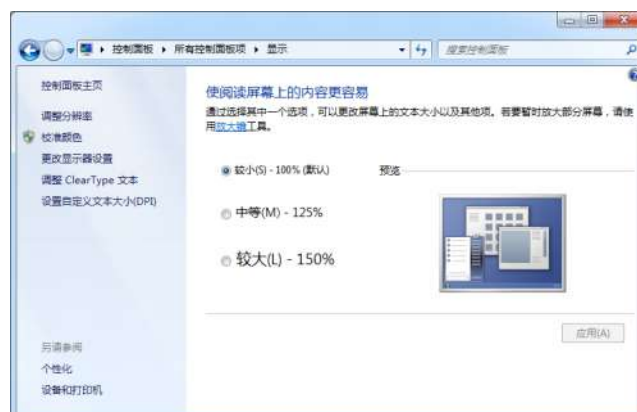 控制面板 ▸ 所有控制面板项 ▸ 显示
搜索控制面板
控制面板主页
调整分辨率
校准颜色
更改显示器设置
调整 ClearType 文本
设置自定义文本大小(DPI)
另请参阅
个性化
设备和打印机
使阅读屏幕上的内容更容易
通过选择其中一个选项，可以更改屏幕上的文本大小以及其他项。若要暂时放大部分屏幕，请使
用放大镜工具。
较小(S) - 100% (默认)
预览
中等(M) - 125%
较大(L) - 150%
应用(A)